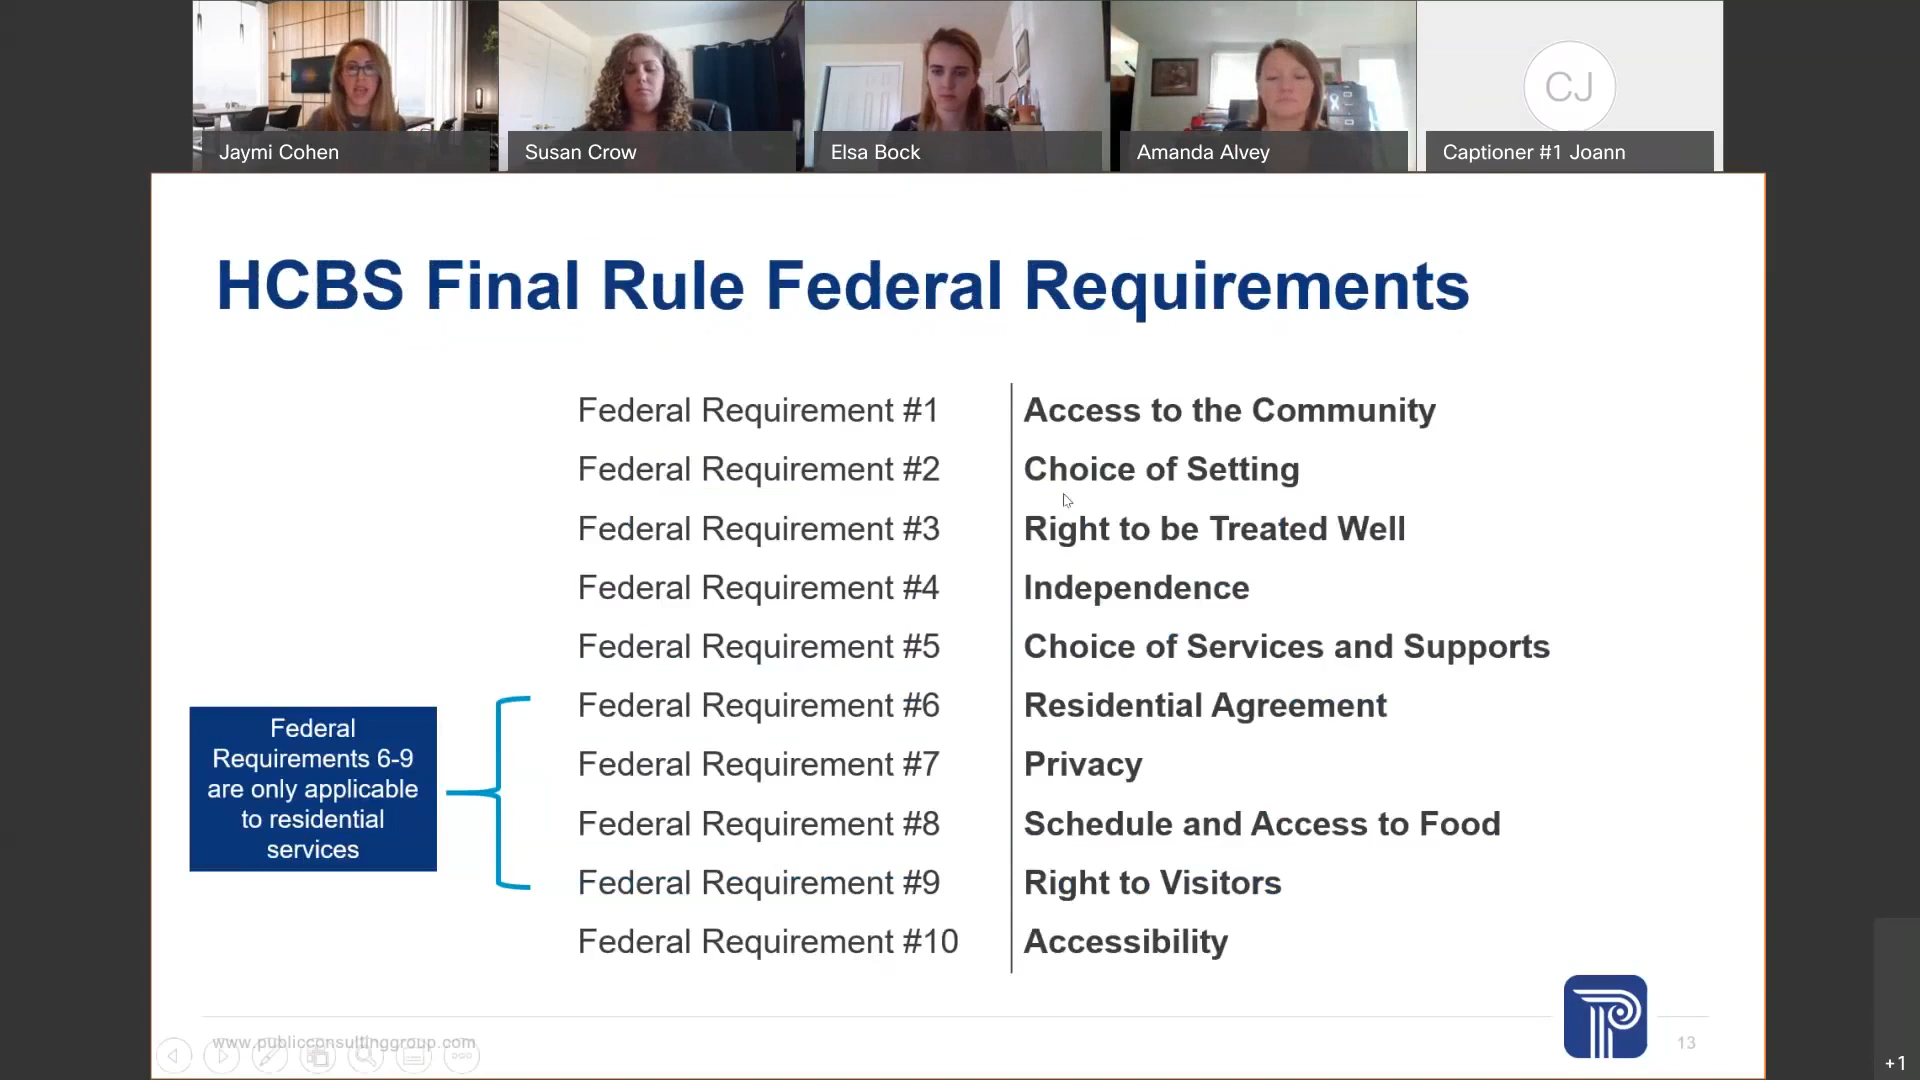 Jaymi Cohen
Susan Crow
Elsa Bock
Amanda Alvey
CJ
Captioner #1 Joann
HCBS Final Rule Federal Requirements
Federal Requirement #1 Access to the Community
Federal Requirement #2 Choice of Setting
Federal Requirement #3 Right to be Treated Well
Federal Requirement #4 Independence
Federal Requirement #5 Choice of Services and Supports
Federal Requirement #6 Residential Agreement
Federal Requirement #7 Privacy
Federal Requirement #8 Schedule and Access to Food
Federal Requirement #9 Right to Visitors
Federal Requirement #10 Accessibility
Federal
Requirements 6-9
are only applicable
to residential
services
www.publicconsultinggroup.com
13
+1